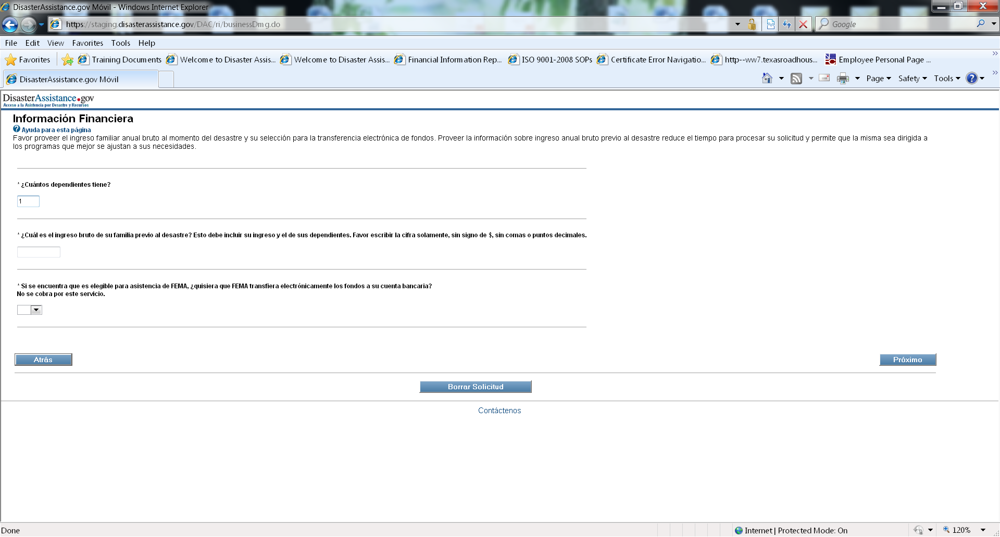 DisasterAssistance.gov Móvil - Windows Internet Explorer
https://staging.disasterassistance.gov/DAC/ri/businessDmg.do
Google
File Edit View Favorites Tools Help
Favorites Training Documents Welcome to Disaster Assis... Welcome to Disaster Assis... Financial Information Rep... ISO 9001-2008 SOPs Certificate Error Navigatio... http--ww7.texasroadhous... Employee Personal Page ...
DisasterAssistance.gov Móvil
Page Safety Tools
DisasterAssistance.gov
Acceso a la Asistencia por Desastre y Recursos
Información Financiera
Ayuda para esta página
Favor proveer el ingreso familiar anual bruto al momento del desastre y su selección para la transferencia electrónica de fondos. Proveer la información sobre ingreso anual bruto previo al desastre reduce el tiempo para procesar su solicitud y permite que la misma sea dirigida a
los programas que mejor se ajustan a sus necesidades.
* ¿Cuántos dependientes tiene?
1
* ¿Cuál es el ingreso bruto de su familia previo al desastre? Esto debe incluir su ingreso y el de sus dependientes. Favor escribir la cifra solamente, sin signo de $, sin comas o puntos decimales.
* Si se encuentra que es elegible para asistencia de FEMA, ¿quisiera que FEMA transfiera electrónicamente los fondos a su cuenta bancaria?
No se cobra por este servicio.
Atrás
Próximo
Borrar Solicitud
Contáctenos
Done
Internet | Protected Mode: On
120%